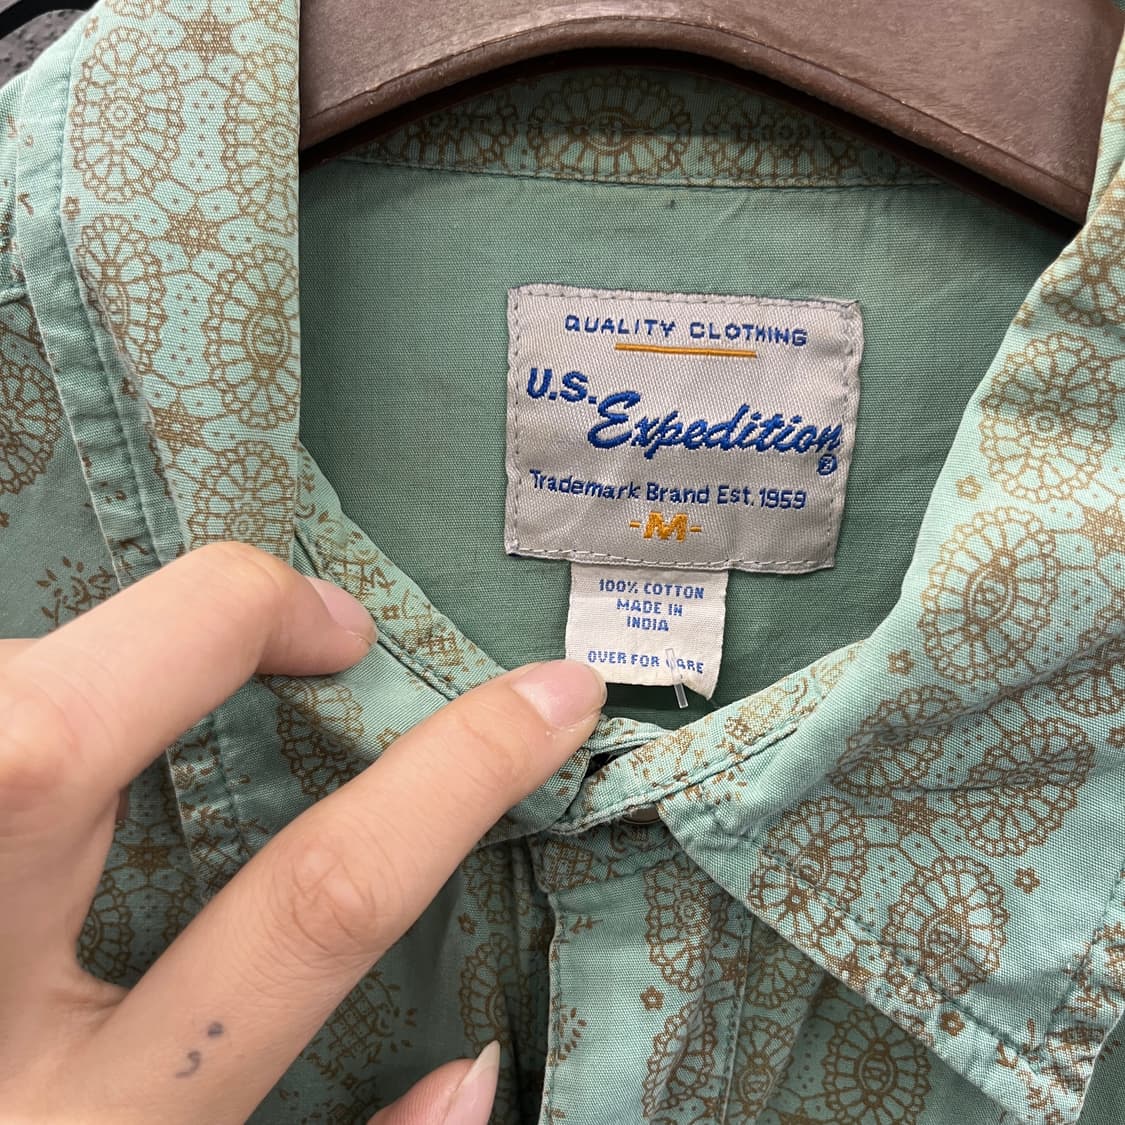 QUALITY CLOTHING
U.S. Expedition®
Trademark Brand Est. 1959
-M-
100% COTTON
MADE IN
INDIA
OVER FOR CARE